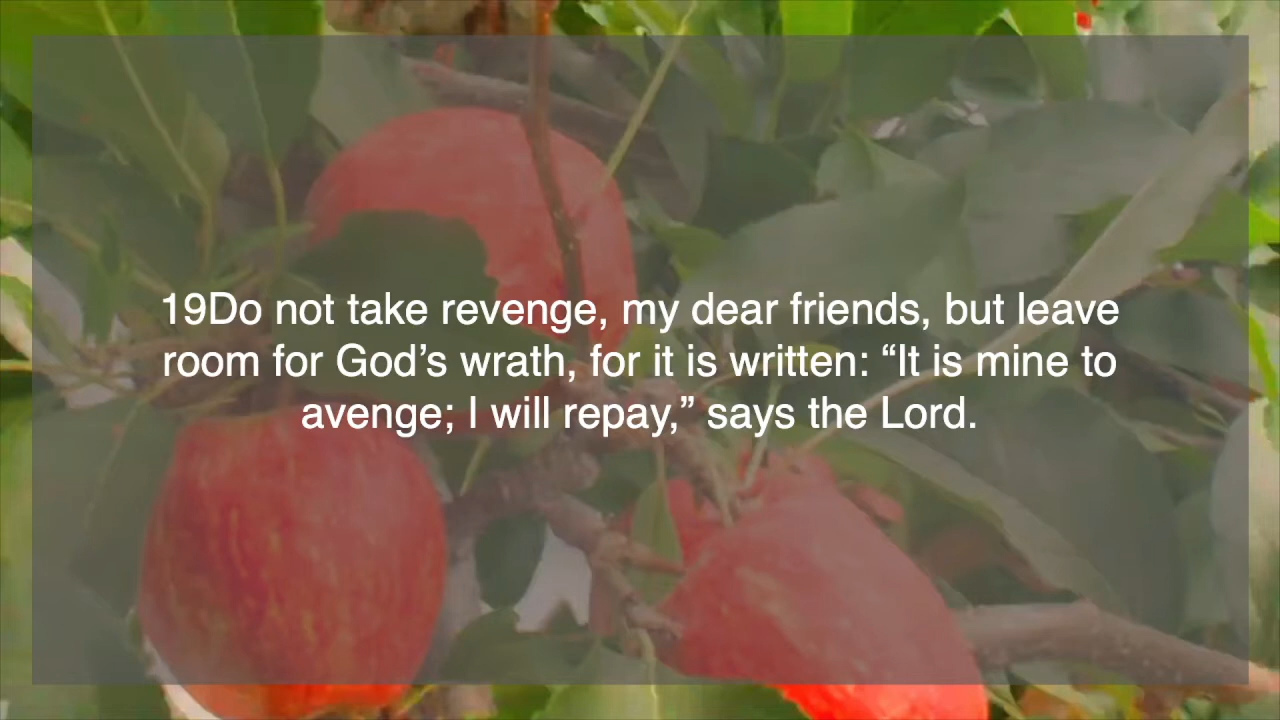 19Do not take revenge, my dear friends, but leave
room for God’s wrath, for it is written: “It is mine to
avenge; I will repay,” says the Lord.